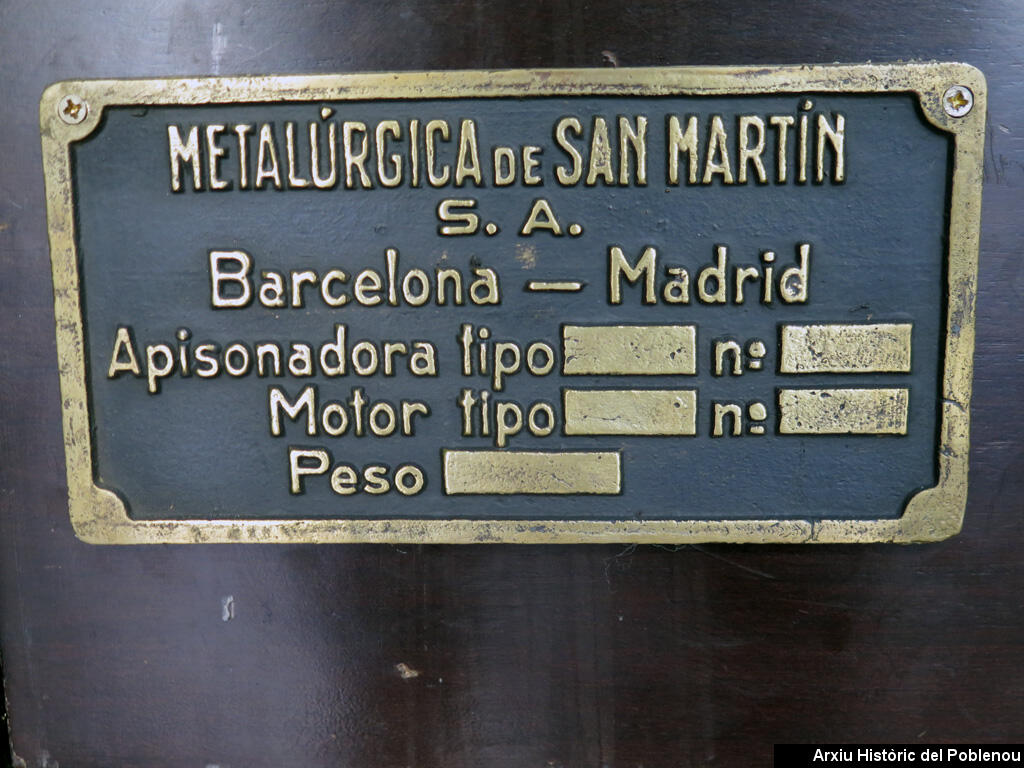 METALÚRGICA DE SAN MARTÍN
S. A.
Barcelona — Madrid
Apisonadora tipo nº
Motor tipo nº
Peso
Arxiu Històric del Poblenou